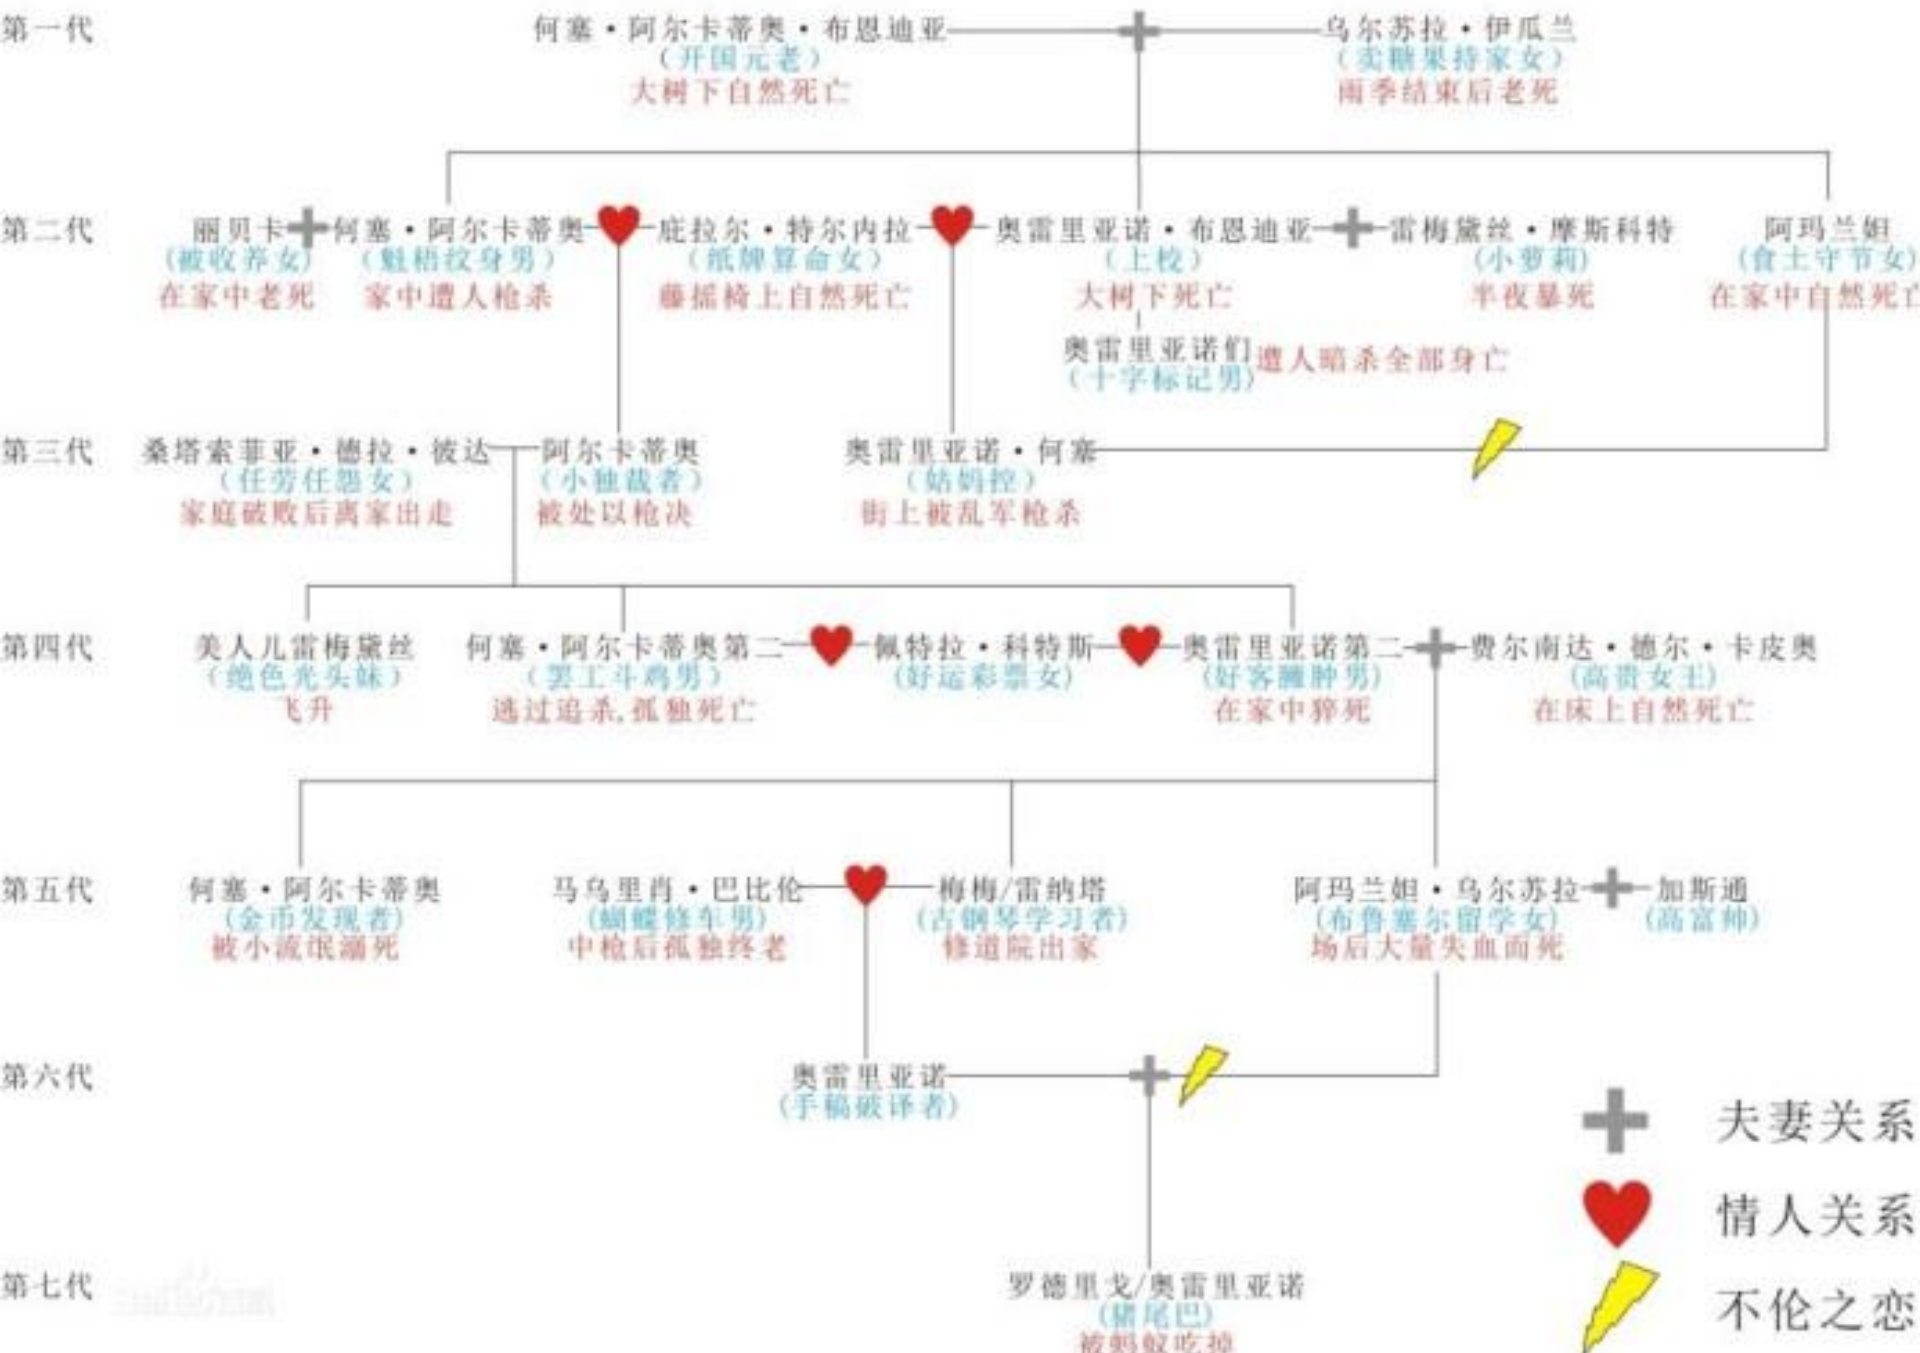 第一代 何塞·阿尔卡蒂奥·布恩迪亚 乌尔苏拉·伊瓜兰
（开国元老） （卖糖果持家女）
大树下自然死亡 雨季结束后老死
第二代 丽贝卡 何塞·阿尔卡蒂奥 庇拉尔·特尔内拉 奥雷里亚诺·布恩迪亚 雷梅黛丝·摩斯科特 阿玛兰妲
(被收养女) （魁梧纹身男） （纸牌算命女） （上校） (小萝莉) (食土守节女)
在家中老死 家中遭人枪杀 藤摇椅上自然死亡 大树下死亡 半夜暴死 在家中自然死亡
奥雷里亚诺们 遭人暗杀全部身亡
（十字标记男）
第三代 桑塔索菲亚·德拉·彼达 阿尔卡蒂奥 奥雷里亚诺·何塞
（任劳任怨女） （小独裁者） （姑妈控）
家庭破败后离家出走 被处以枪决 街上被乱军枪杀
第四代 美人儿雷梅黛丝 何塞·阿尔卡蒂奥第二 佩特拉·科特斯 奥雷里亚诺第二 费尔南达·德尔·卡皮奥
（绝色光头妹） （罢工斗鸡男） (好运彩票女) (好客臃肿男) (高贵女王)
飞升 逃过追杀,孤独死亡 在家中猝死 在床上自然死亡
第五代 何塞·阿尔卡蒂奥 马乌里肖·巴比伦 梅梅/雷纳塔 阿玛兰妲·乌尔苏拉 加斯通
(金币发现者) (蝴蝶修车男) (古钢琴学习者) (布鲁塞尔留学女) (高富帅)
被小流氓溺死 中枪后孤独终老 修道院出家 场后大量失血而死
第六代 奥雷里亚诺
(手稿破译者)
夫妻关系
情人关系
第七代 罗德里戈/奥雷里亚诺
(猪尾巴)
被蚂蚁吃掉
不伦之恋